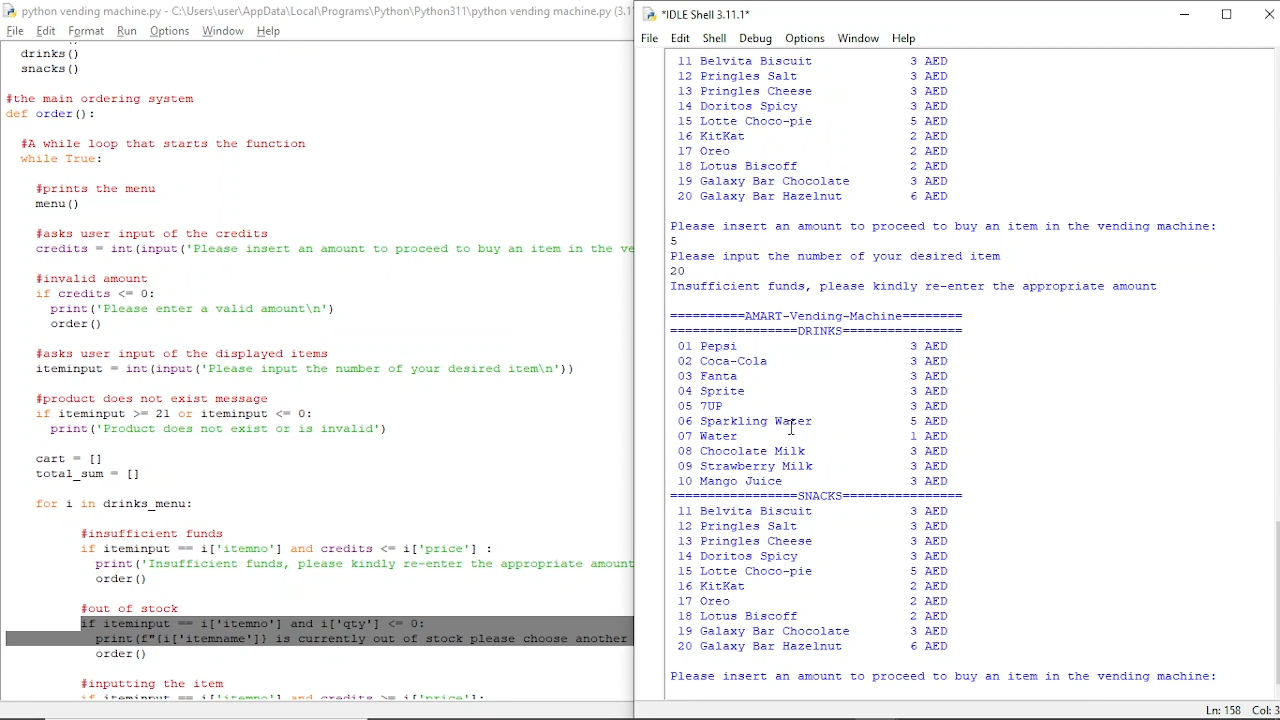 python vending machine.py - C:\Users\user\AppData\Local\Programs\Python\Python311\python vending machine.py (3.1
File Edit Format Run Options Window Help
drinks()
snacks()
#the main ordering system
def order():
#A while loop that starts the function
while True:
#prints the menu
menu()
#asks user input of the credits
credits = int(input('Please insert an amount to proceed to buy an item in the ve
#invalid amount
if credits <= 0:
print('Please enter a valid amount\n')
order()
#asks user input of the displayed items
iteminput = int(input('Please input the number of your desired item\n'))
#product does not exist message
if iteminput >= 21 or iteminput <= 0:
print('Product does not exist or is invalid')
cart = []
total_sum = []
for i in drinks_menu:
#insufficient funds
if iteminput == i['itemno'] and credits <= i['price'] :
print('Insufficient funds, please kindly re-enter the appropriate amount
order()
#out of stock
if iteminput == i['itemno'] and i['qty'] <= 0:
print(f"{i['itemname']} is currently out of stock please choose another
order()
#inputting the item
if iteminput == i['itemno'] and credits >= i['price']:
*IDLE Shell 3.11.1*
File Edit Shell Debug Options Window Help
11 Belvita Biscuit 3 AED
12 Pringles Salt 3 AED
13 Pringles Cheese 3 AED
14 Doritos Spicy 3 AED
15 Lotte Choco-pie 5 AED
16 KitKat 2 AED
17 Oreo 2 AED
18 Lotus Biscoff 2 AED
19 Galaxy Bar Chocolate 3 AED
20 Galaxy Bar Hazelnut 6 AED
Please insert an amount to proceed to buy an item in the vending machine:
5
Please input the number of your desired item
20
Insufficient funds, please kindly re-enter the appropriate amount
==========AMART-Vending-Machine========
=================DRINKS================
01 Pepsi 3 AED
02 Coca-Cola 3 AED
03 Fanta 3 AED
04 Sprite 3 AED
05 7UP 3 AED
06 Sparkling Water 5 AED
07 Water 1 AED
08 Chocolate Milk 3 AED
09 Strawberry Milk 3 AED
10 Mango Juice 3 AED
=================SNACKS================
11 Belvita Biscuit 3 AED
12 Pringles Salt 3 AED
13 Pringles Cheese 3 AED
14 Doritos Spicy 3 AED
15 Lotte Choco-pie 5 AED
16 KitKat 2 AED
17 Oreo 2 AED
18 Lotus Biscoff 2 AED
19 Galaxy Bar Chocolate 3 AED
20 Galaxy Bar Hazelnut 6 AED
Please insert an amount to proceed to buy an item in the vending machine:
Ln: 158 Col: 3